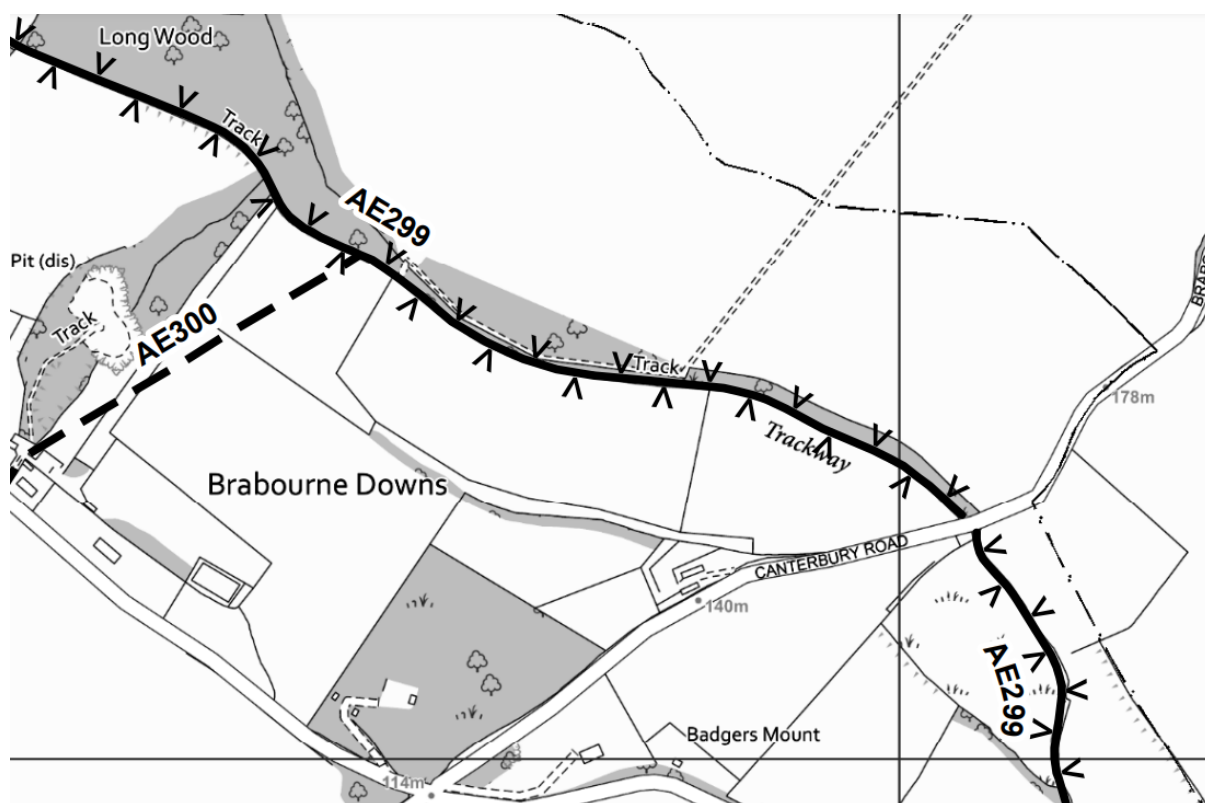 Long Wood
Track
AE299
Pit (dis)
Track
AE300
Track
178m
Trackway
Brabourne Downs
CANTERBURY ROAD
140m
AE299
Badgers Mount
114m